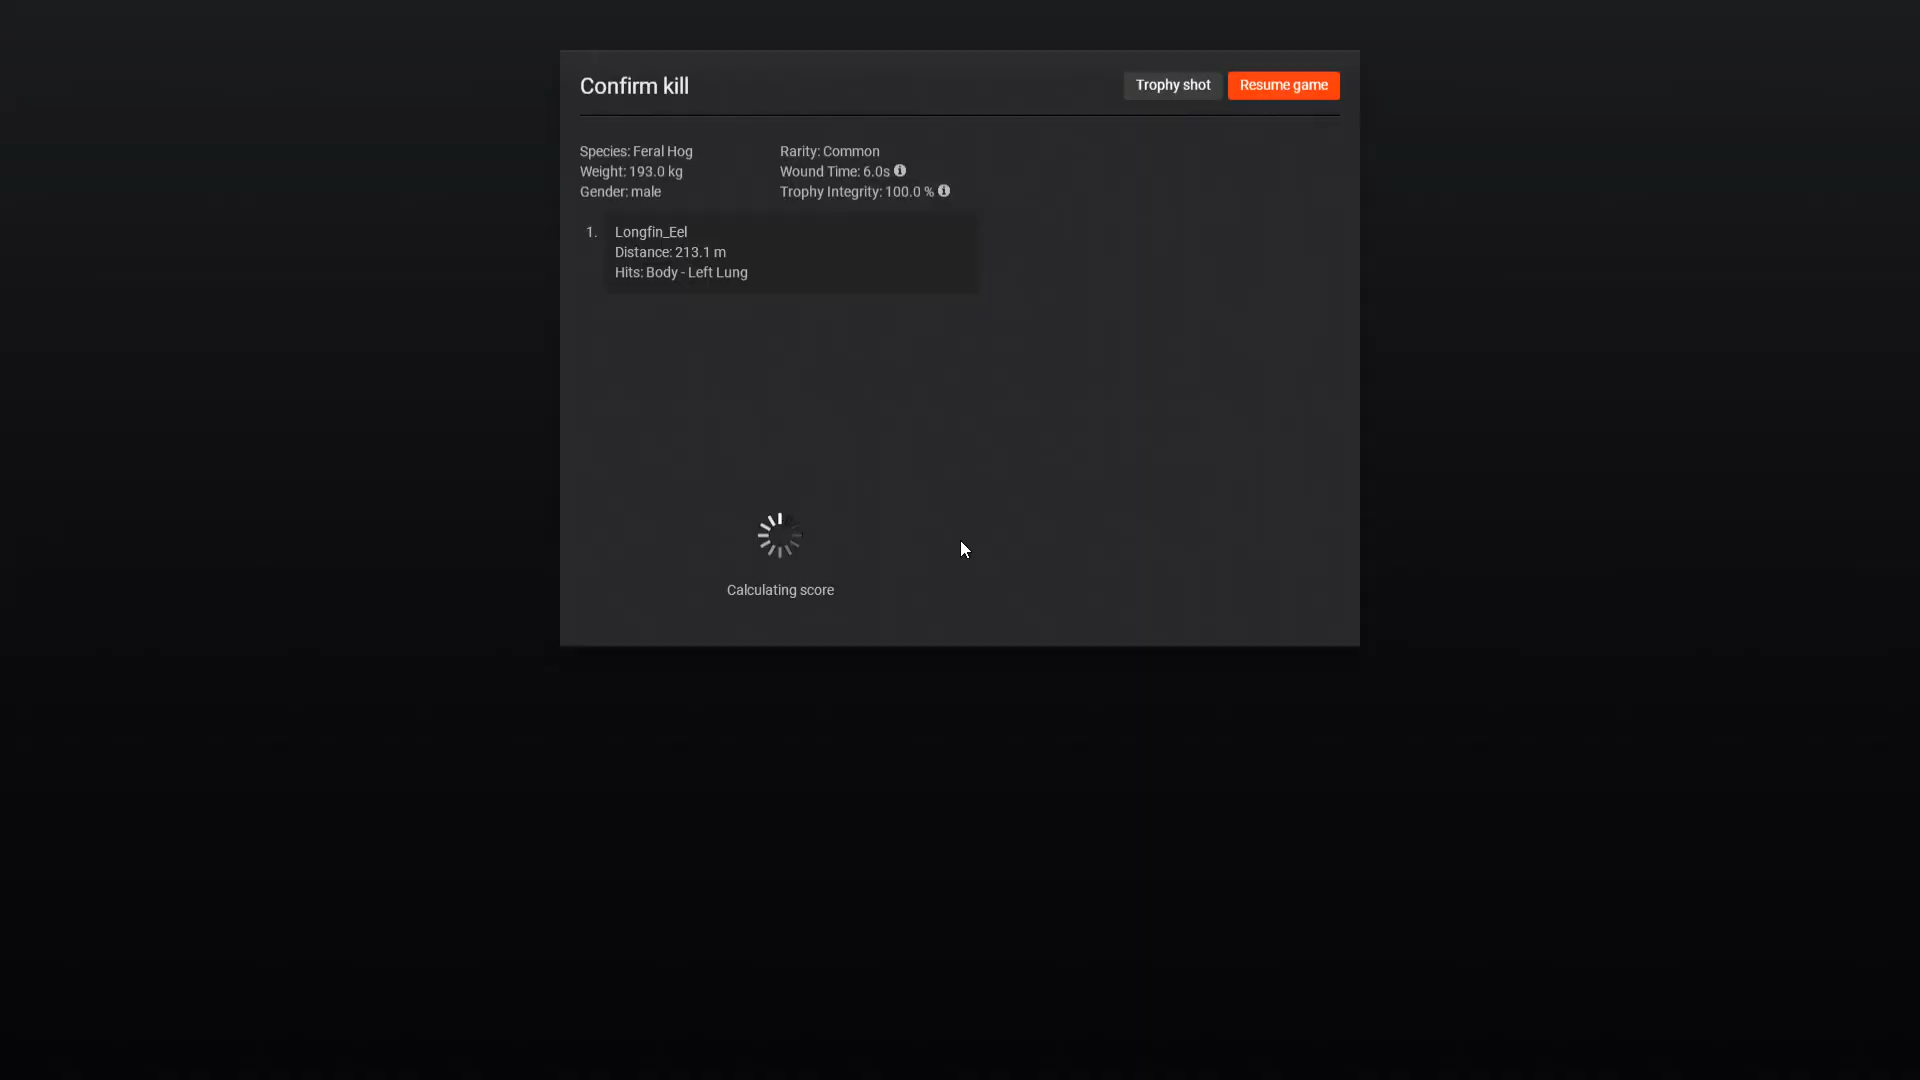 Confirm kill
Trophy shot
Resume game
Species: Feral Hog
Weight: 193.0 kg
Gender: male
Rarity: Common
Wound Time: 6.0s
Trophy Integrity: 100.0 %
1.
Longfin_Eel
Distance: 213.1 m
Hits: Body - Left Lung
Calculating score